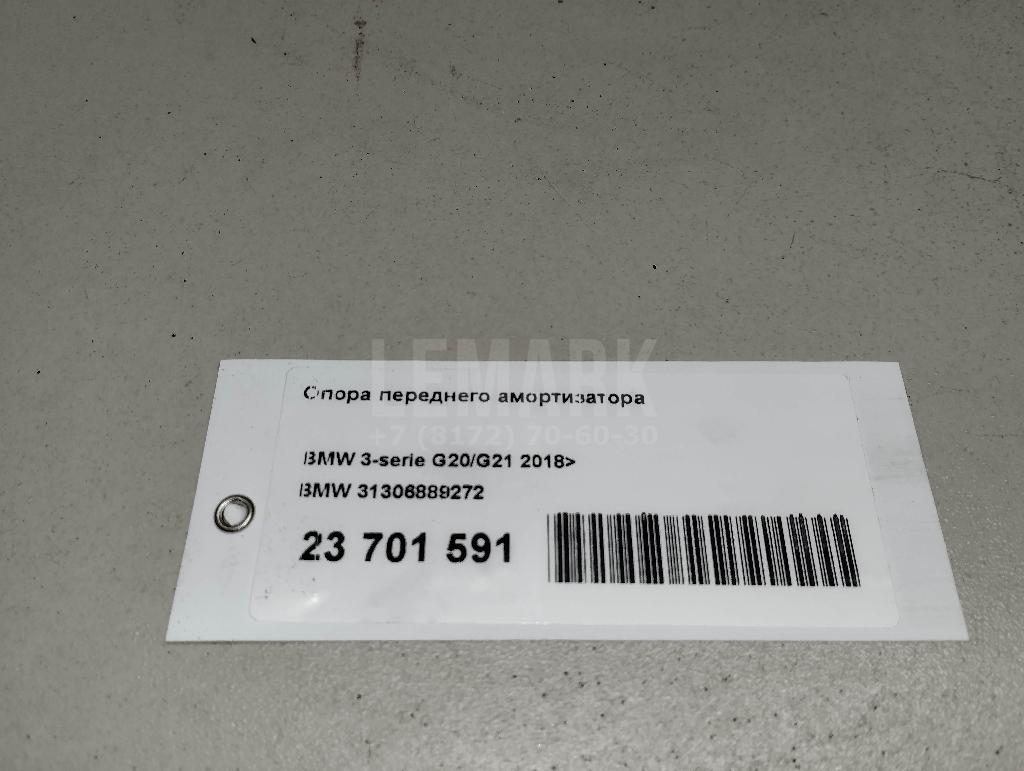 LEMARK
Опора переднего амортизатора
+7 (8172) 70-60-30
BMW 3-serie G20/G21 2018>
BMW 31306889272
23 701 591